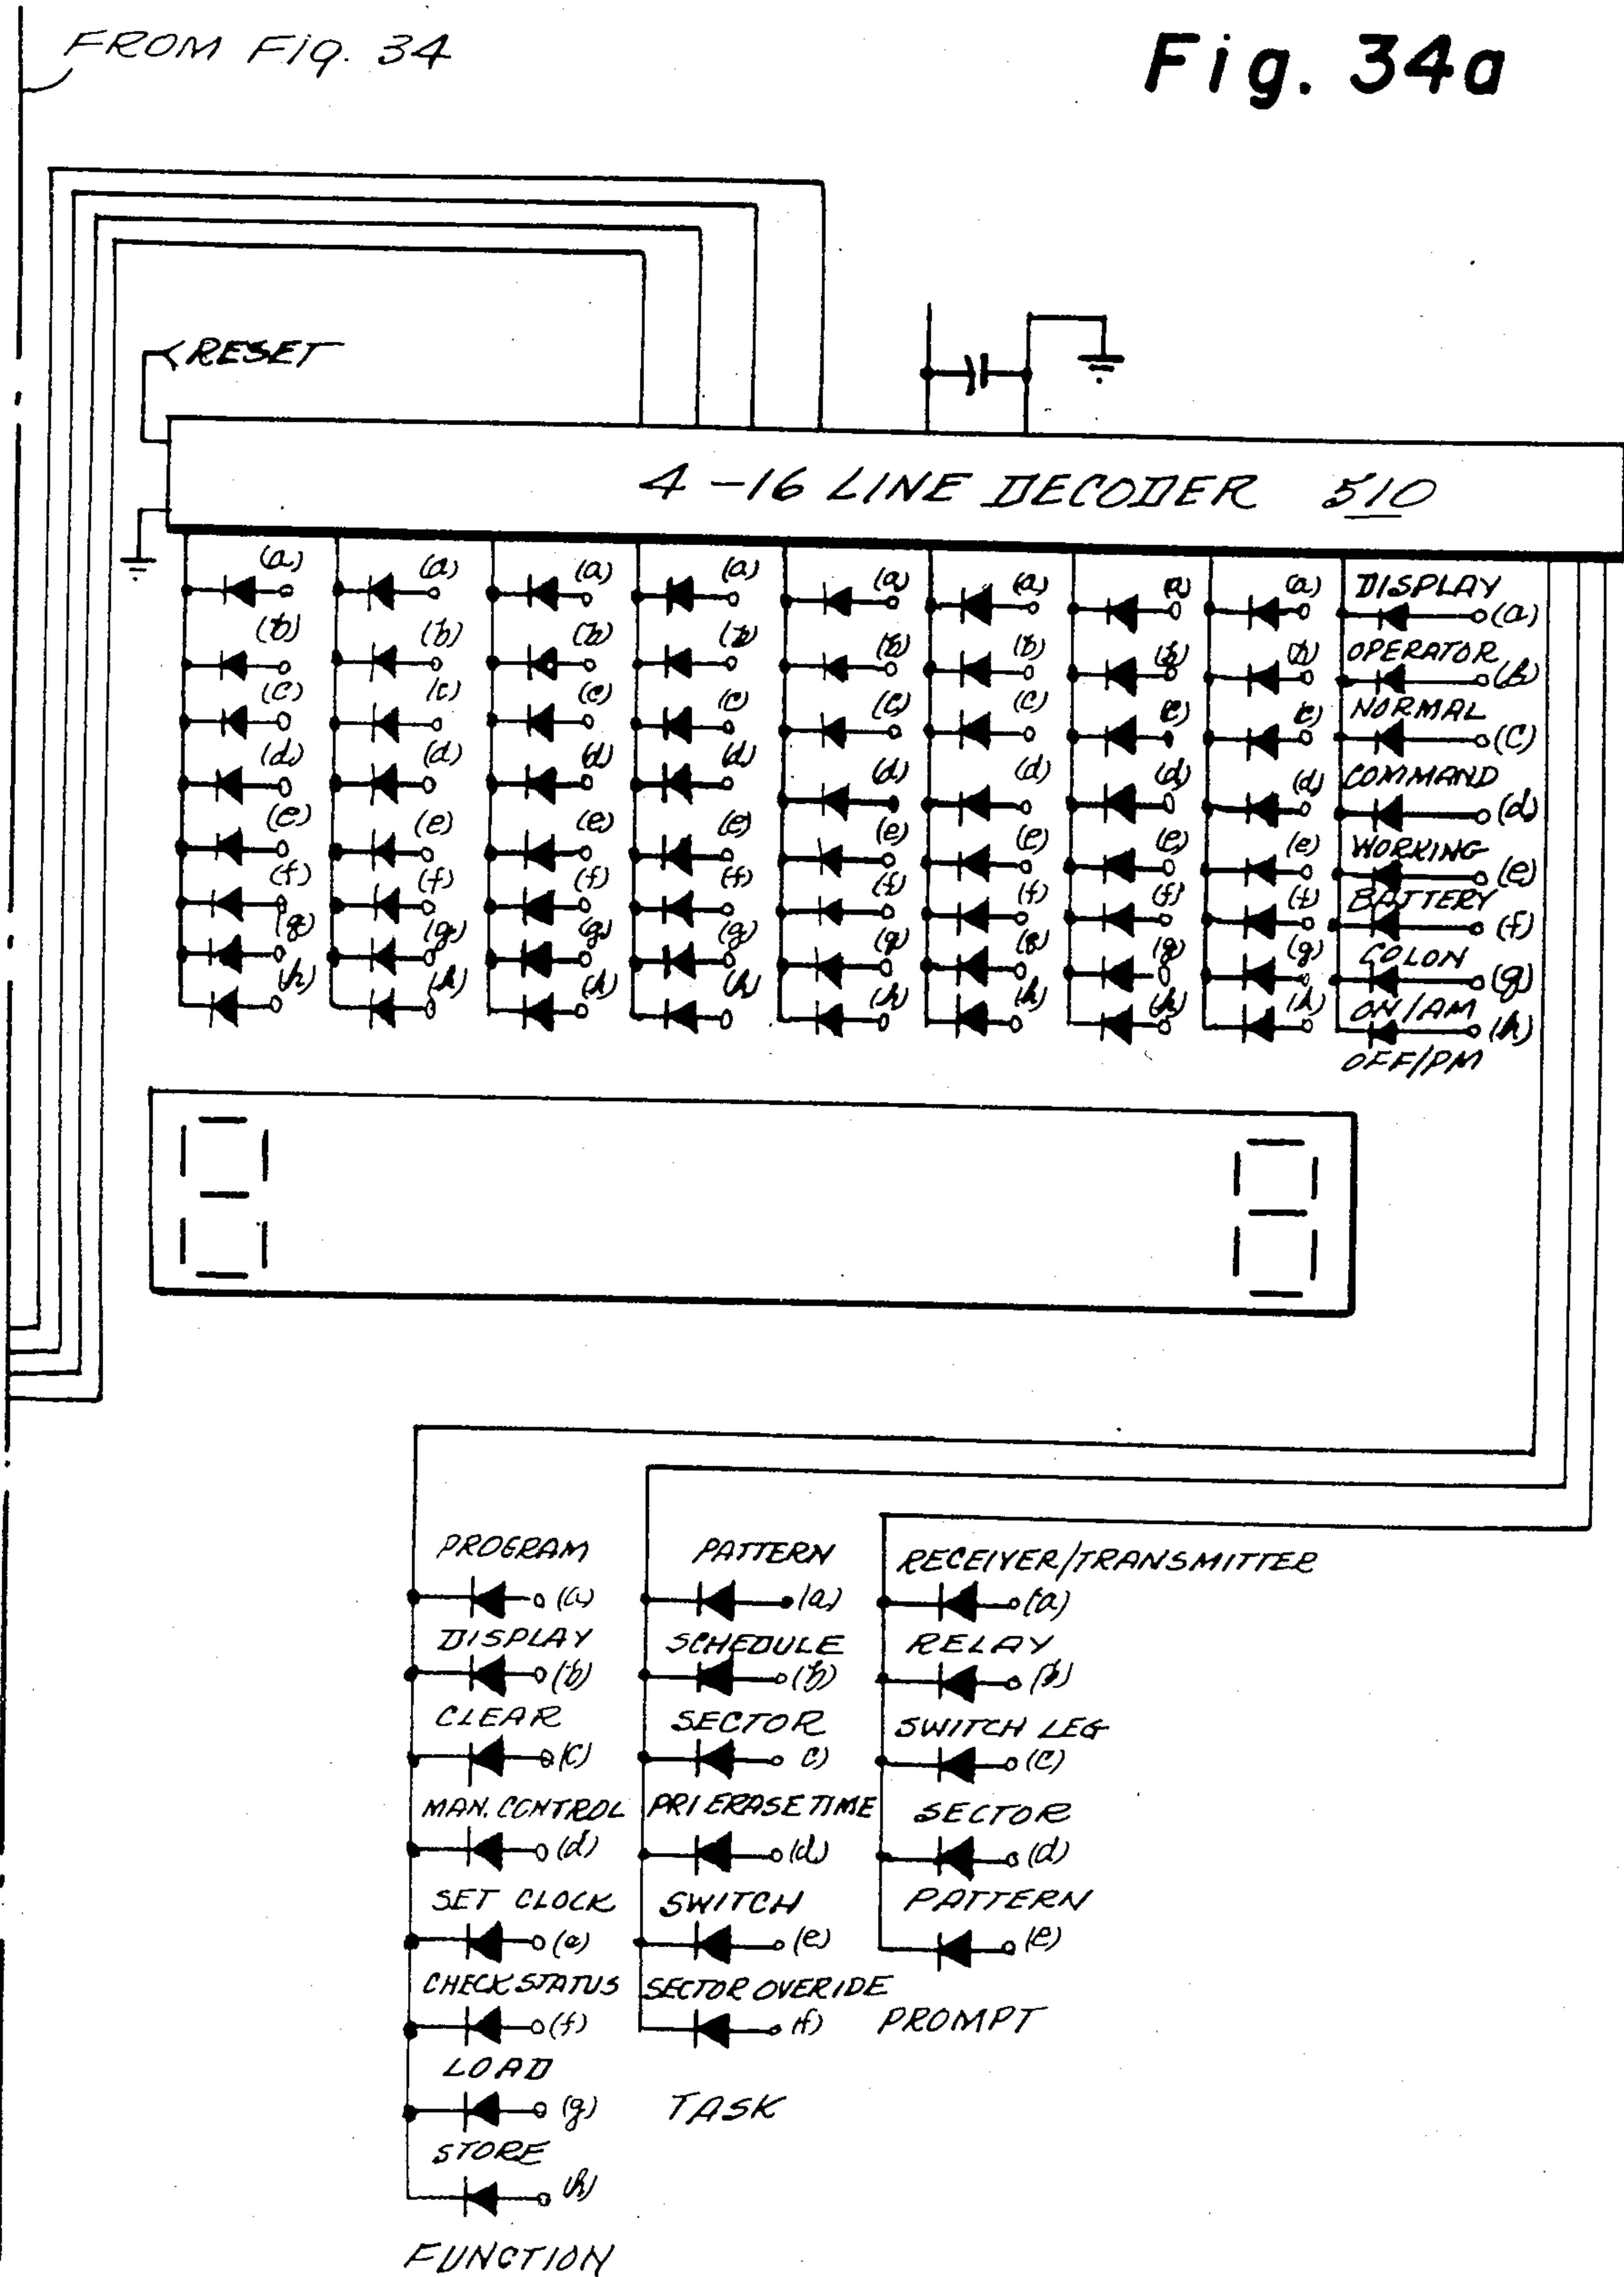 FROM Fig. 34
Fig. 34a
RESET
4-16 LINE DECODER 510
(a) (a) (a) (a) (a) (a) (a) (a) DISPLAY (a)
(b) (b) (b) (b) (b) (b) (b) (b) OPERATOR (b)
(c) (c) (c) (c) (c) (c) (c) (c) NORMAL (c)
(d) (d) (d) (d) (d) (d) (d) (d) COMMAND (d)
(e) (e) (e) (e) (e) (e) (e) (e) WORKING (e)
(f) (f) (f) (f) (f) (f) (f) (f) BATTERY (f)
(g) (g) (g) (g) (g) (g) (g) (g) COLON (g)
(h) (h) (h) (h) (h) (h) (h) (h) ON/AM (h)
OFF/PM
PROGRAM PATTERN RECEIVER/TRANSMITTER
(a) (a) (a)
DISPLAY SCHEDULE RELAY
(b) (b) (b)
CLEAR SECTOR SWITCH LEG
(c) c) (c)
MAN. CONTROL PRI ERASE TIME SECTOR
(d) (d) (d)
SET CLOCK SWITCH PATTERN
(e) (e) (e)
CHECK STATUS SECTOR OVERIDE
(f) (f) PROMPT
LOAD
(g) TASK
STORE
(h)
FUNCTION